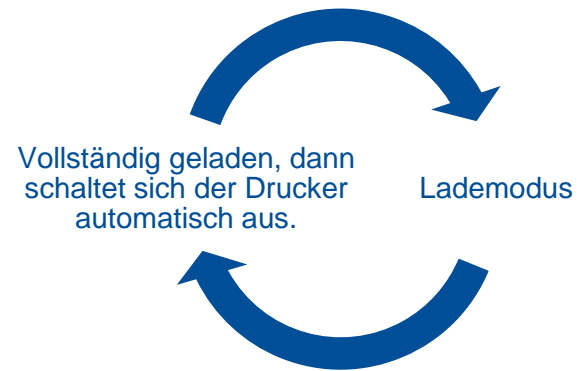 Vollständig geladen, dann
schaltet sich der Drucker
automatisch aus.
Lademodus